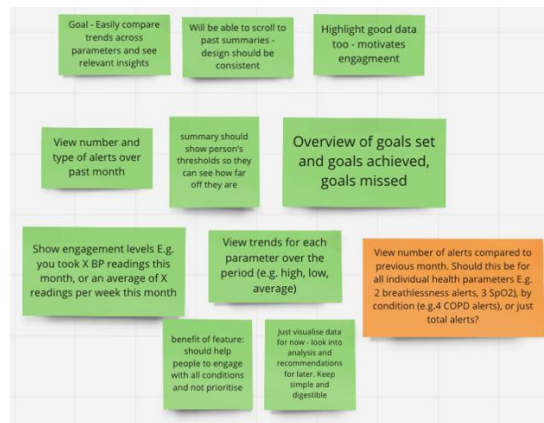 Goal - Easily compare
trends across
parameters and see
relevant insights
Will be able to scroll to
past summaries -
design should be
consistent
Highlight good data
too - motivates
engagmeent
View number and
type of alerts over
past month
summary should
show person's
thresholds so they
can see how far
off they are
Overview of goals set
and goals achieved,
goals missed
Show engagement levels E.g.
you took X BP readings this
month, or an average of X
readings per week this month
View trends for each
parameter over the
period (e.g. high, low,
average)
View number of alerts compared to
previous month. Should this be for
all individual health parameters E.g.
2 breathlessness alerts, 3 SpO2), by
condition (e.g.4 COPD alerts), or just
total alerts?
benefit of feature:
should help
people to engage
with all conditions
and not prioritise
Just visualise data
for now - look into
analysis and
recommendations
for later. Keep
simple and
digestible